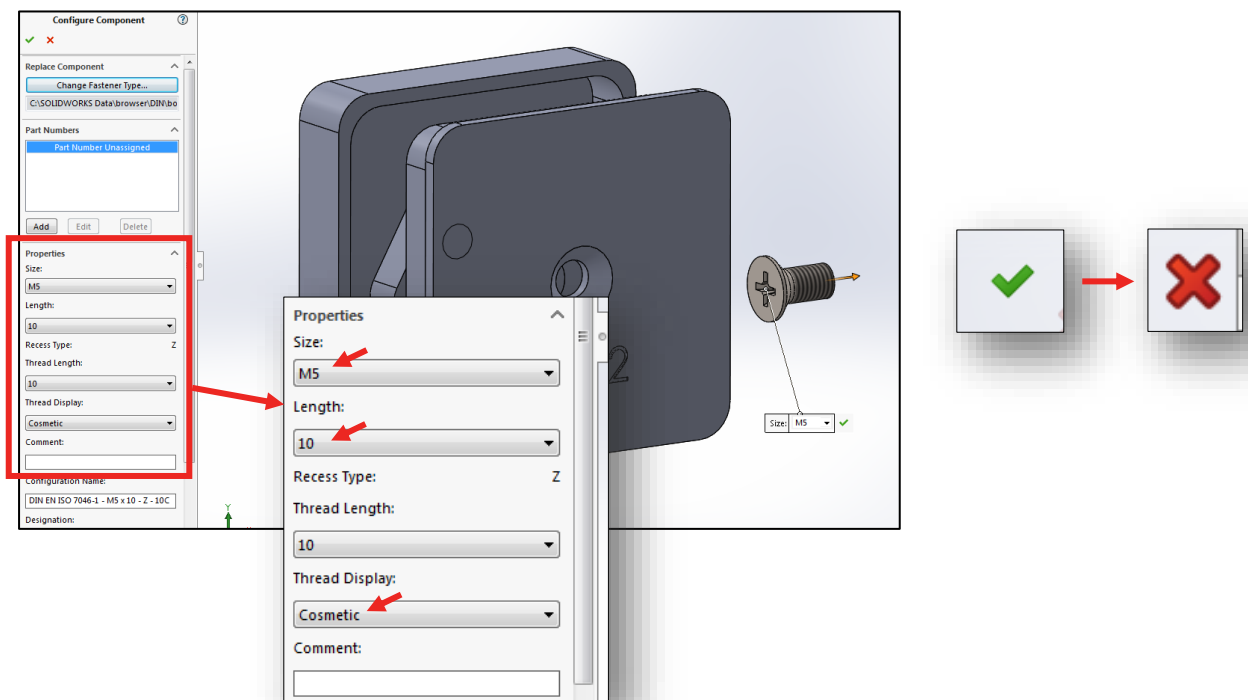 Configure Component
Replace Component
Change Fastener Type...
C:\SOLIDWORKS Data\browser\DIN\bo
Part Numbers
Part Number Unassigned
Add Edit Delete
Properties
Size:
M5
Length:
10
Recess Type: Z
Thread Length:
10
Thread Display:
Cosmetic
Comment:
Configuration Name:
DIN EN ISO 7046-1 - M5 x 10 - Z - 10C
Designation:
Y
2
Size: M5
Properties
Size:
M5
Length:
10
Recess Type: Z
Thread Length:
10
Thread Display:
Cosmetic
Comment: